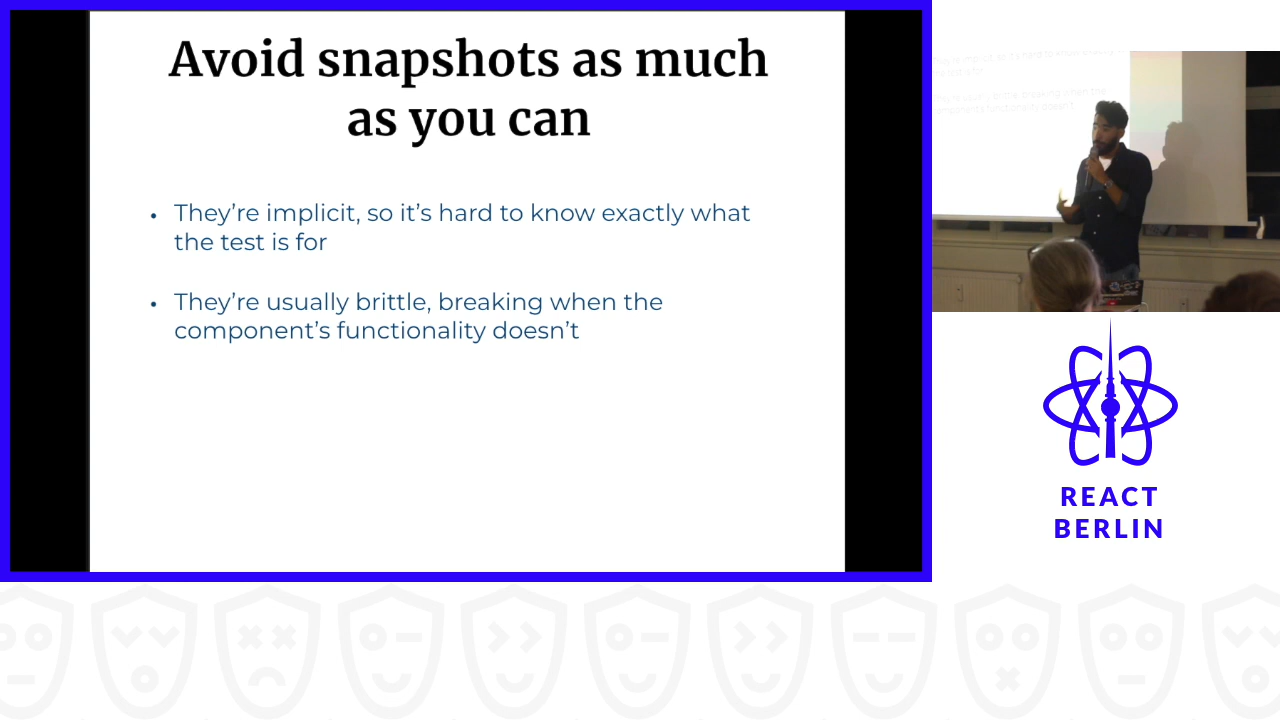 Avoid snapshots as much
as you can
• They’re implicit, so it’s hard to know exactly what
the test is for
• They’re usually brittle, breaking when the
component’s functionality doesn’t
REACT
BERLIN